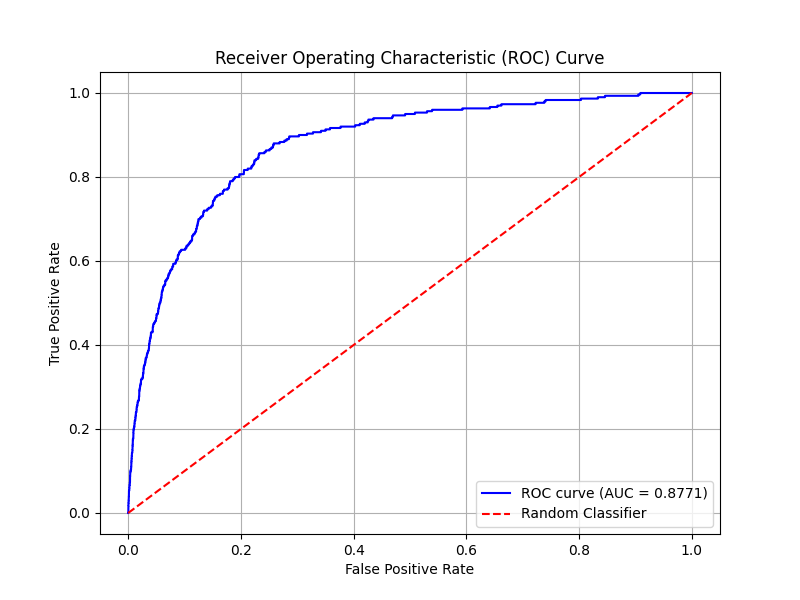 Receiver Operating Characteristic (ROC) Curve
1.0
0.8
0.6
0.4
0.2
0.0
True Positive Rate
0.0 0.2 0.4 0.6 0.8 1.0
False Positive Rate
ROC curve (AUC = 0.8771)
Random Classifier